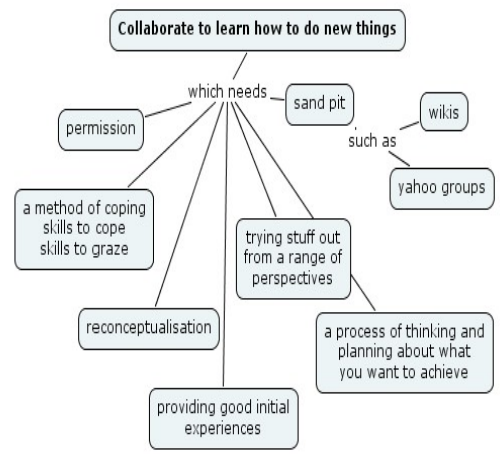 Collaborate to learn how to do new things
which needs
sand pit
wikis
permission
such as
yahoo groups
a method of coping
skills to cope
skills to graze
trying stuff out
from a range of
perspectives
reconceptualisation
a process of thinking and
planning about what
you want to achieve
providing good initial
experiences